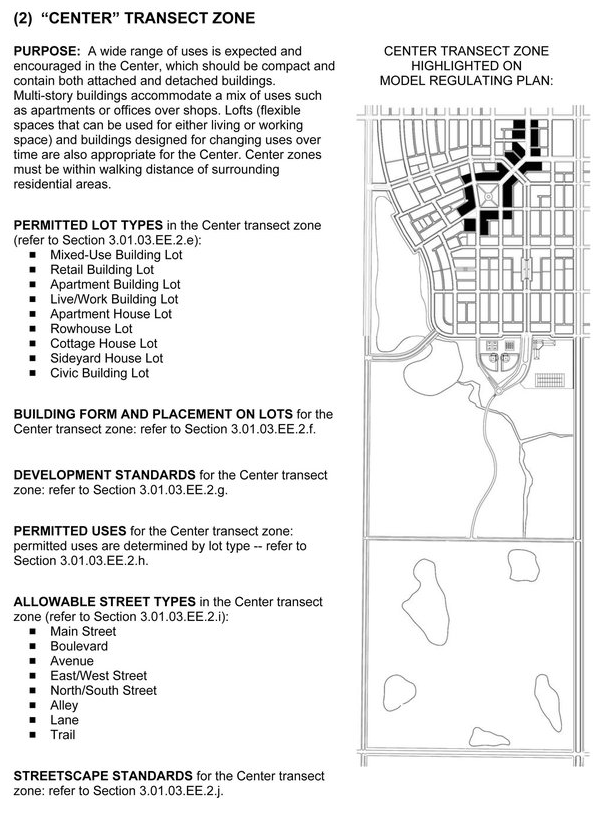 (2) “CENTER” TRANSECT ZONE
PURPOSE: A wide range of uses is expected and
encouraged in the Center, which should be compact and
contain both attached and detached buildings.
Multi-story buildings accommodate a mix of uses such
as apartments or offices over shops. Lofts (flexible
spaces that can be used for either living or working
space) and buildings designed for changing uses over
time are also appropriate for the Center. Center zones
must be within walking distance of surrounding
residential areas.
CENTER TRANSECT ZONE
HIGHLIGHTED ON
MODEL REGULATING PLAN:
PERMITTED LOT TYPES in the Center transect zone
(refer to Section 3.01.03.EE.2.e):
■ Mixed-Use Building Lot
■ Retail Building Lot
■ Apartment Building Lot
■ Live/Work Building Lot
■ Apartment House Lot
■ Rowhouse Lot
■ Cottage House Lot
■ Sideyard House Lot
■ Civic Building Lot
BUILDING FORM AND PLACEMENT ON LOTS for the
Center transect zone: refer to Section 3.01.03.EE.2.f.
DEVELOPMENT STANDARDS for the Center transect
zone: refer to Section 3.01.03.EE.2.g.
PERMITTED USES for the Center transect zone:
permitted uses are determined by lot type -- refer to
Section 3.01.03.EE.2.h.
ALLOWABLE STREET TYPES in the Center transect
zone (refer to Section 3.01.03.EE.2.i):
■ Main Street
■ Boulevard
■ Avenue
■ East/West Street
■ North/South Street
■ Alley
■ Lane
■ Trail
STREETSCAPE STANDARDS for the Center transect
zone: refer to Section 3.01.03.EE.2.j.